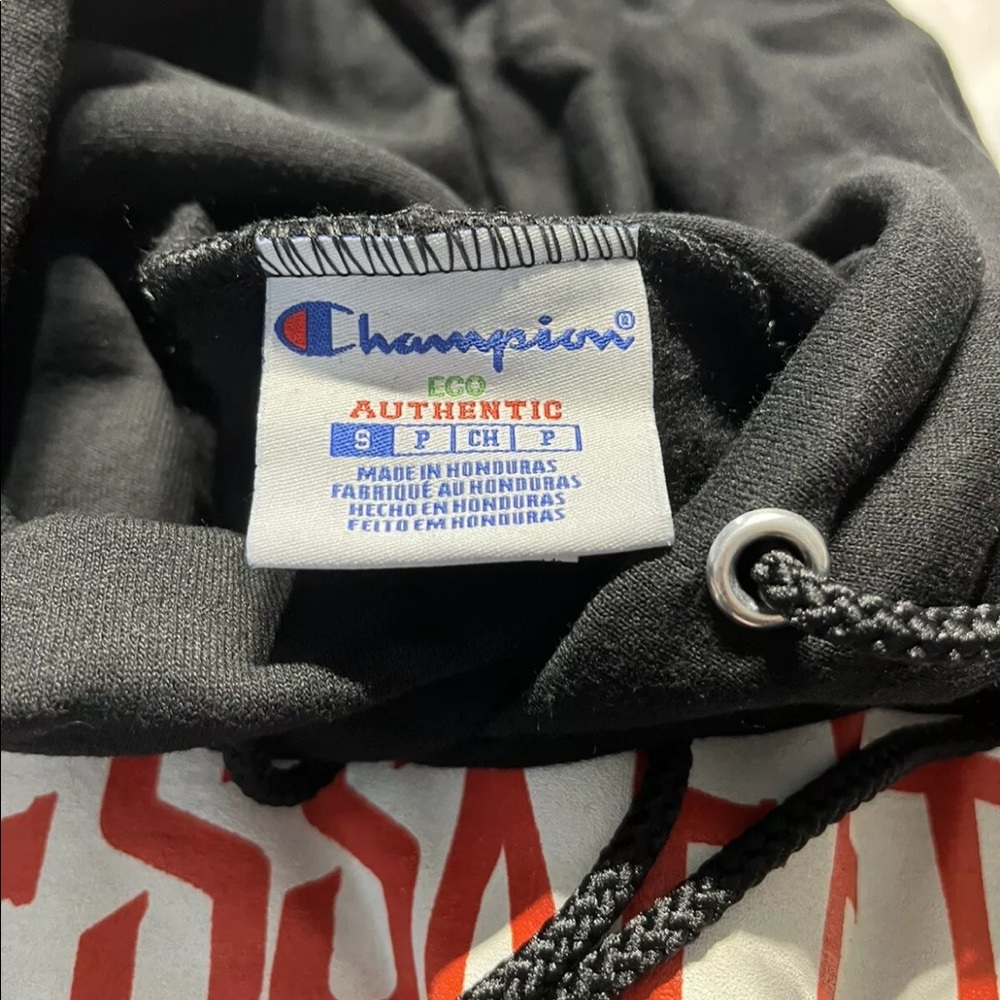 Champion®
ECO
AUTHENTIC
S P CH P
MADE IN HONDURAS
FABRIQUÉ AU HONDURAS
HECHO EN HONDURAS
FEITO EM HONDURAS